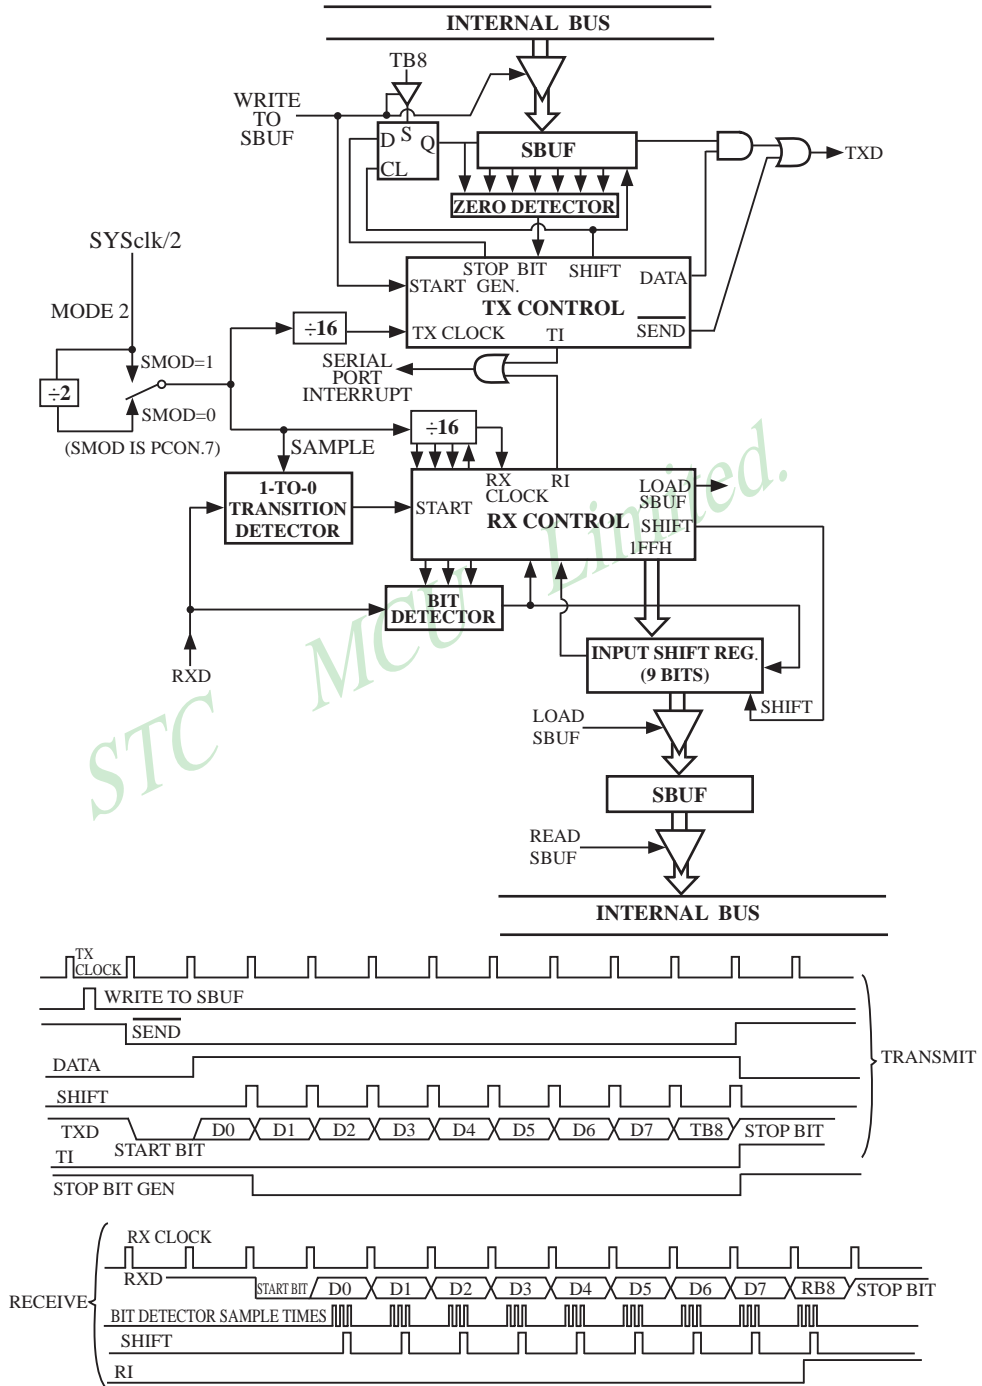 INTERNAL BUS
TB8
WRITE
TO
SBUF
D S Q
CL
SBUF
TXD
ZERO DETECTOR
SYSclk/2
STOP BIT
GEN.
SHIFT
DATA
START
TX CONTROL
MODE 2
÷16
TX CLOCK
TI
SEND
SERIAL
PORT
INTERRUPT
SMOD=1
÷2
SMOD=0
(SMOD IS PCON.7)
SAMPLE
÷16
1-TO-0
TRANSITION
DETECTOR
START
RX
CLOCK
RI
LOAD
SBUF
RX CONTROL
SHIFT
1FFH
BIT
DETECTOR
RXD
INPUT SHIFT REG.
(9 BITS)
SHIFT
LOAD
SBUF
SBUF
READ
SBUF
INTERNAL BUS
STC MCU Limited.
TX
CLOCK
WRITE TO SBUF
SEND
DATA
TRANSMIT
SHIFT
TXD
START BIT
D0 D1 D2 D3 D4 D5 D6 D7 TB8 STOP BIT
TI
STOP BIT GEN
RX CLOCK
RXD
START BIT D0 D1 D2 D3 D4 D5 D6 D7 RB8 STOP BIT
RECEIVE
BIT DETECTOR SAMPLE TIMES
SHIFT
RI